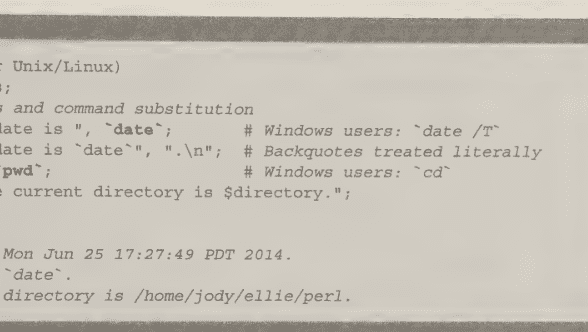 Unix/Linux)
;
and command substitution
date is ", `date`; # Windows users: `date /T`
date is `date`", ".\n"; # Backquotes treated literally
`pwd`; # Windows users: `cd`
current directory is $directory.";
Mon Jun 25 17:27:49 PDT 2014.
`date`.
directory is /home/jody/ellie/perl.